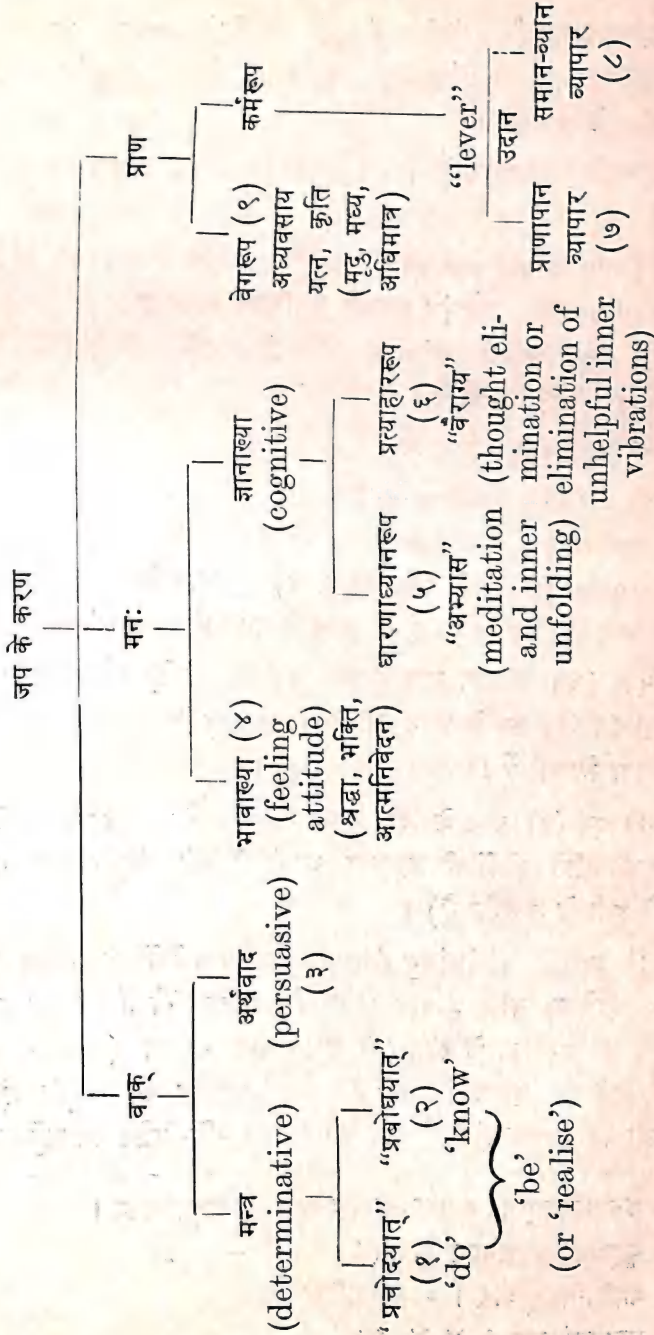 जप के करण
वाक्
मनः
प्राण
मन्त्र
(determinative)
अर्थवाद
(persuasive)
(३)
भावाख्या (४)
(feeling
attitude)
(श्रद्धा, भक्ति,
आत्मनिवेदन)
ज्ञानाख्या
(cognitive)
वेगरूप (९)
अध्यवसाय
यत्न, कृति
(मृदु, मध्य,
अधिमात्र)
कर्मरूप
"प्रचोदयात्"
(१)
'do'
"प्रबोधयात्"
(२)
'know'
'be'
(or 'realise')
धारणाध्यानरूप
(५)
"अभ्यास"
(meditation
and inner
unfolding)
प्रत्याहाररूप
(६)
"वैराग्य"
(thought eli-
mination or
elimination of
unhelpful inner
vibrations)
"lever"
उदान
प्राणापान
व्यापार
(७)
समान-व्यान
व्यापार
(८)